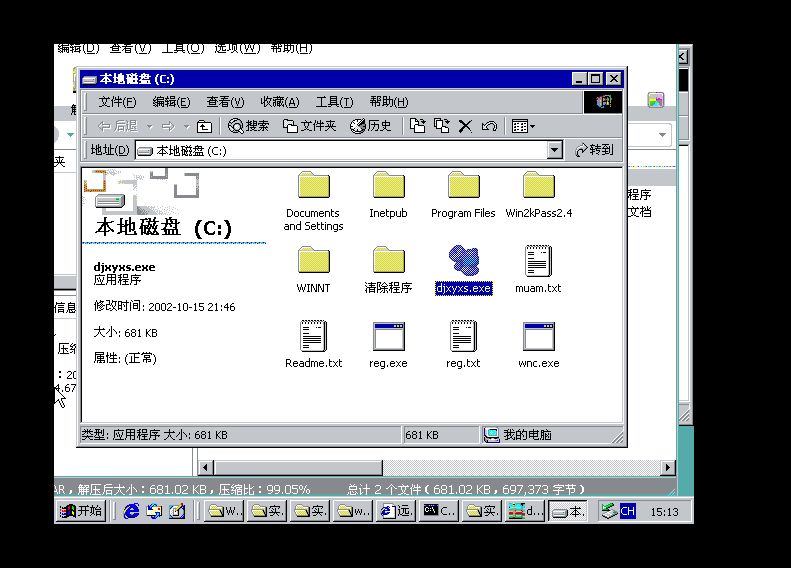 编辑(D) 查看(V) 工具(O) 选项(W) 帮助(H)
本地磁盘 (C:)
文件(F) 编辑(E) 查看(V) 收藏(A) 工具(T) 帮助(H)
后退 搜索 文件夹 历史
地址(D) 本地磁盘 (C:) 转到
夹
程序
文档
本地磁盘 (C:)
djxyxs.exe
应用程序
修改时间: 2002-10-15 21:46
大小: 681 KB
属性: (正常)
Documents and Settings
Inetpub
Program Files
Win2kPass2.4
WINNT
清除程序
djxyxs.exe
muam.txt
Readme.txt
reg.exe
reg.txt
wnc.exe
信息
压缩
: 20
4.67
类型: 应用程序 大小: 681 KB 681 KB 我的电脑
AR，解压后大小：681.02 KB，压缩比：99.05% 总计 2 个文件（681.02 KB，697,373 字节）
开始 W.. 实. 实. w.. 远. C.. 实. d... 本. CH 15:13